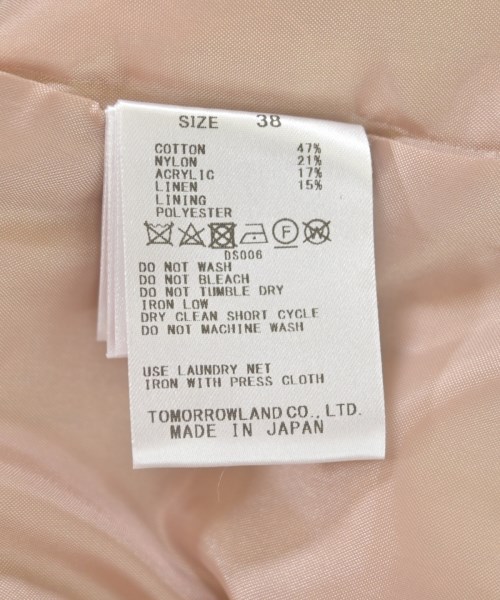 SIZE 38
COTTON 47%
NYLON 21%
ACRYLIC 17%
LINEN 15%
LINING
POLYESTER
DS006
DO NOT WASH
DO NOT BLEACH
DO NOT TUMBLE DRY
IRON LOW
DRY CLEAN SHORT CYCLE
DO NOT MACHINE WASH
USE LAUNDRY NET
IRON WITH PRESS CLOTH
TOMORROWLAND CO., LTD.
MADE IN JAPAN